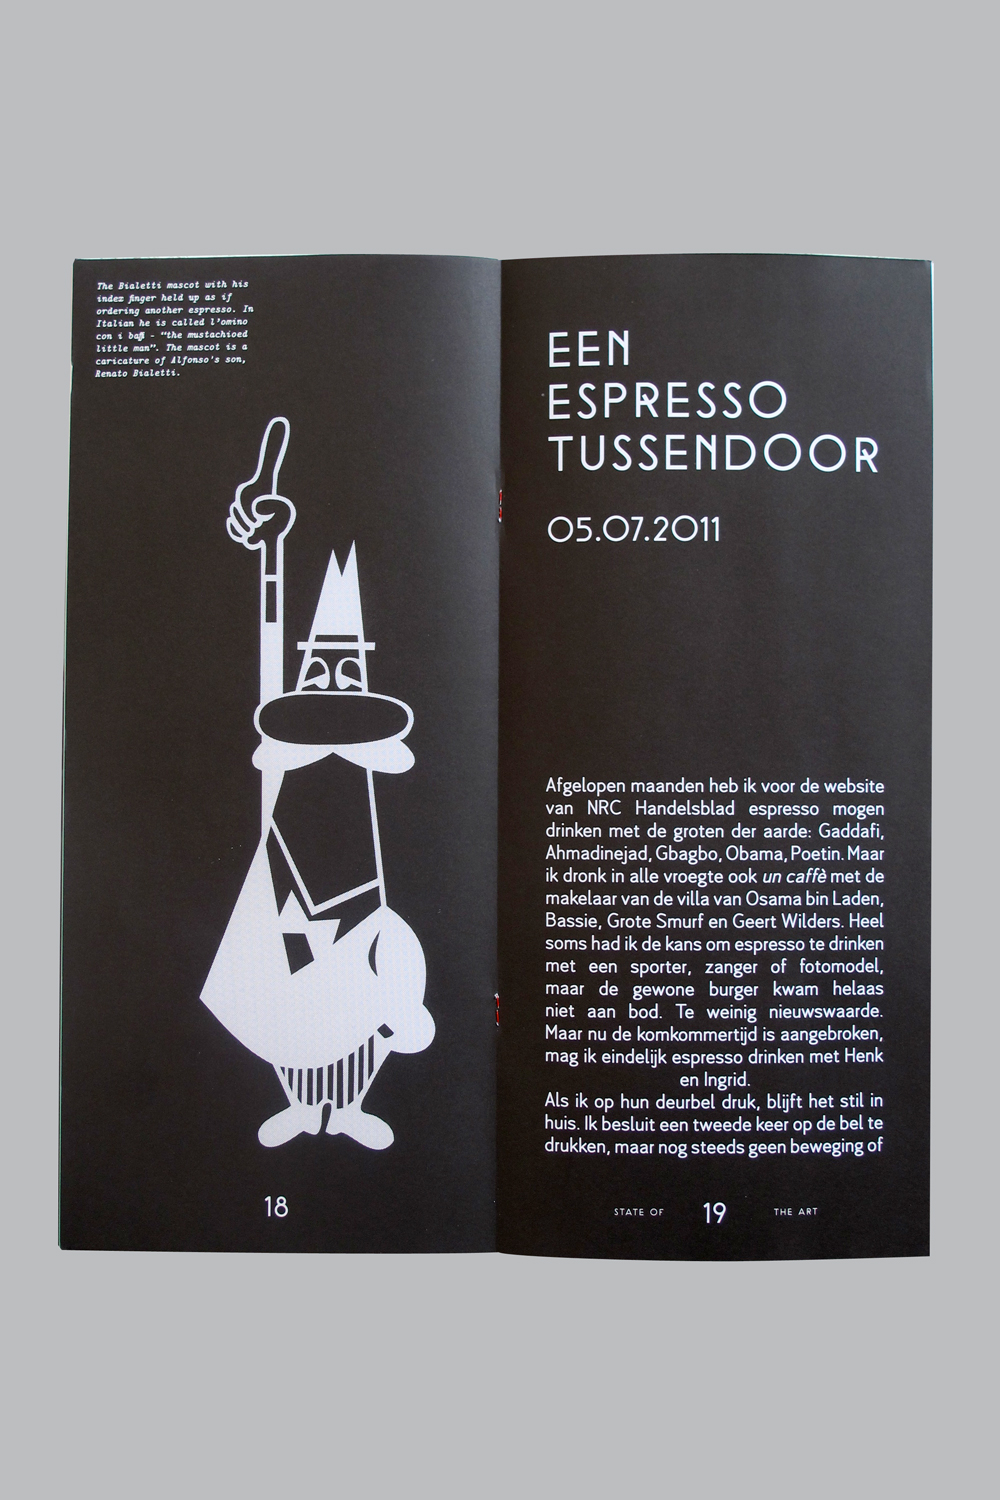 The Bialetti mascot with his
index finger held up as if
ordering another espresso. In
Italian he is called l'omino
con i baffi - "the mustachioed
little man". The mascot is a
caricature of Alfonso's son,
Renato Bialetti.
18
EEN
ESPRESSO
TUSSENDOOR
05.07.2011
Afgelopen maanden heb ik voor de website
van NRC Handelsblad espresso mogen
drinken met de groten der aarde: Gaddafi,
Ahmadinejad, Gbagbo, Obama, Poetin. Maar
ik dronk in alle vroegte ook un caffè met de
makelaar van de villa van Osama bin Laden,
Bassie, Grote Smurf en Geert Wilders. Heel
soms had ik de kans om espresso te drinken
met een sporter, zanger of fotomodel,
maar de gewone burger kwam helaas
niet aan bod. Te weinig nieuwswaarde.
Maar nu de komkommertijd is aangebroken,
mag ik eindelijk espresso drinken met Henk
en Ingrid.
Als ik op hun deurbel druk, blijft het stil in
huis. Ik besluit een tweede keer op de bel te
drukken, maar nog steeds geen beweging of
STATE OF 19 THE ART